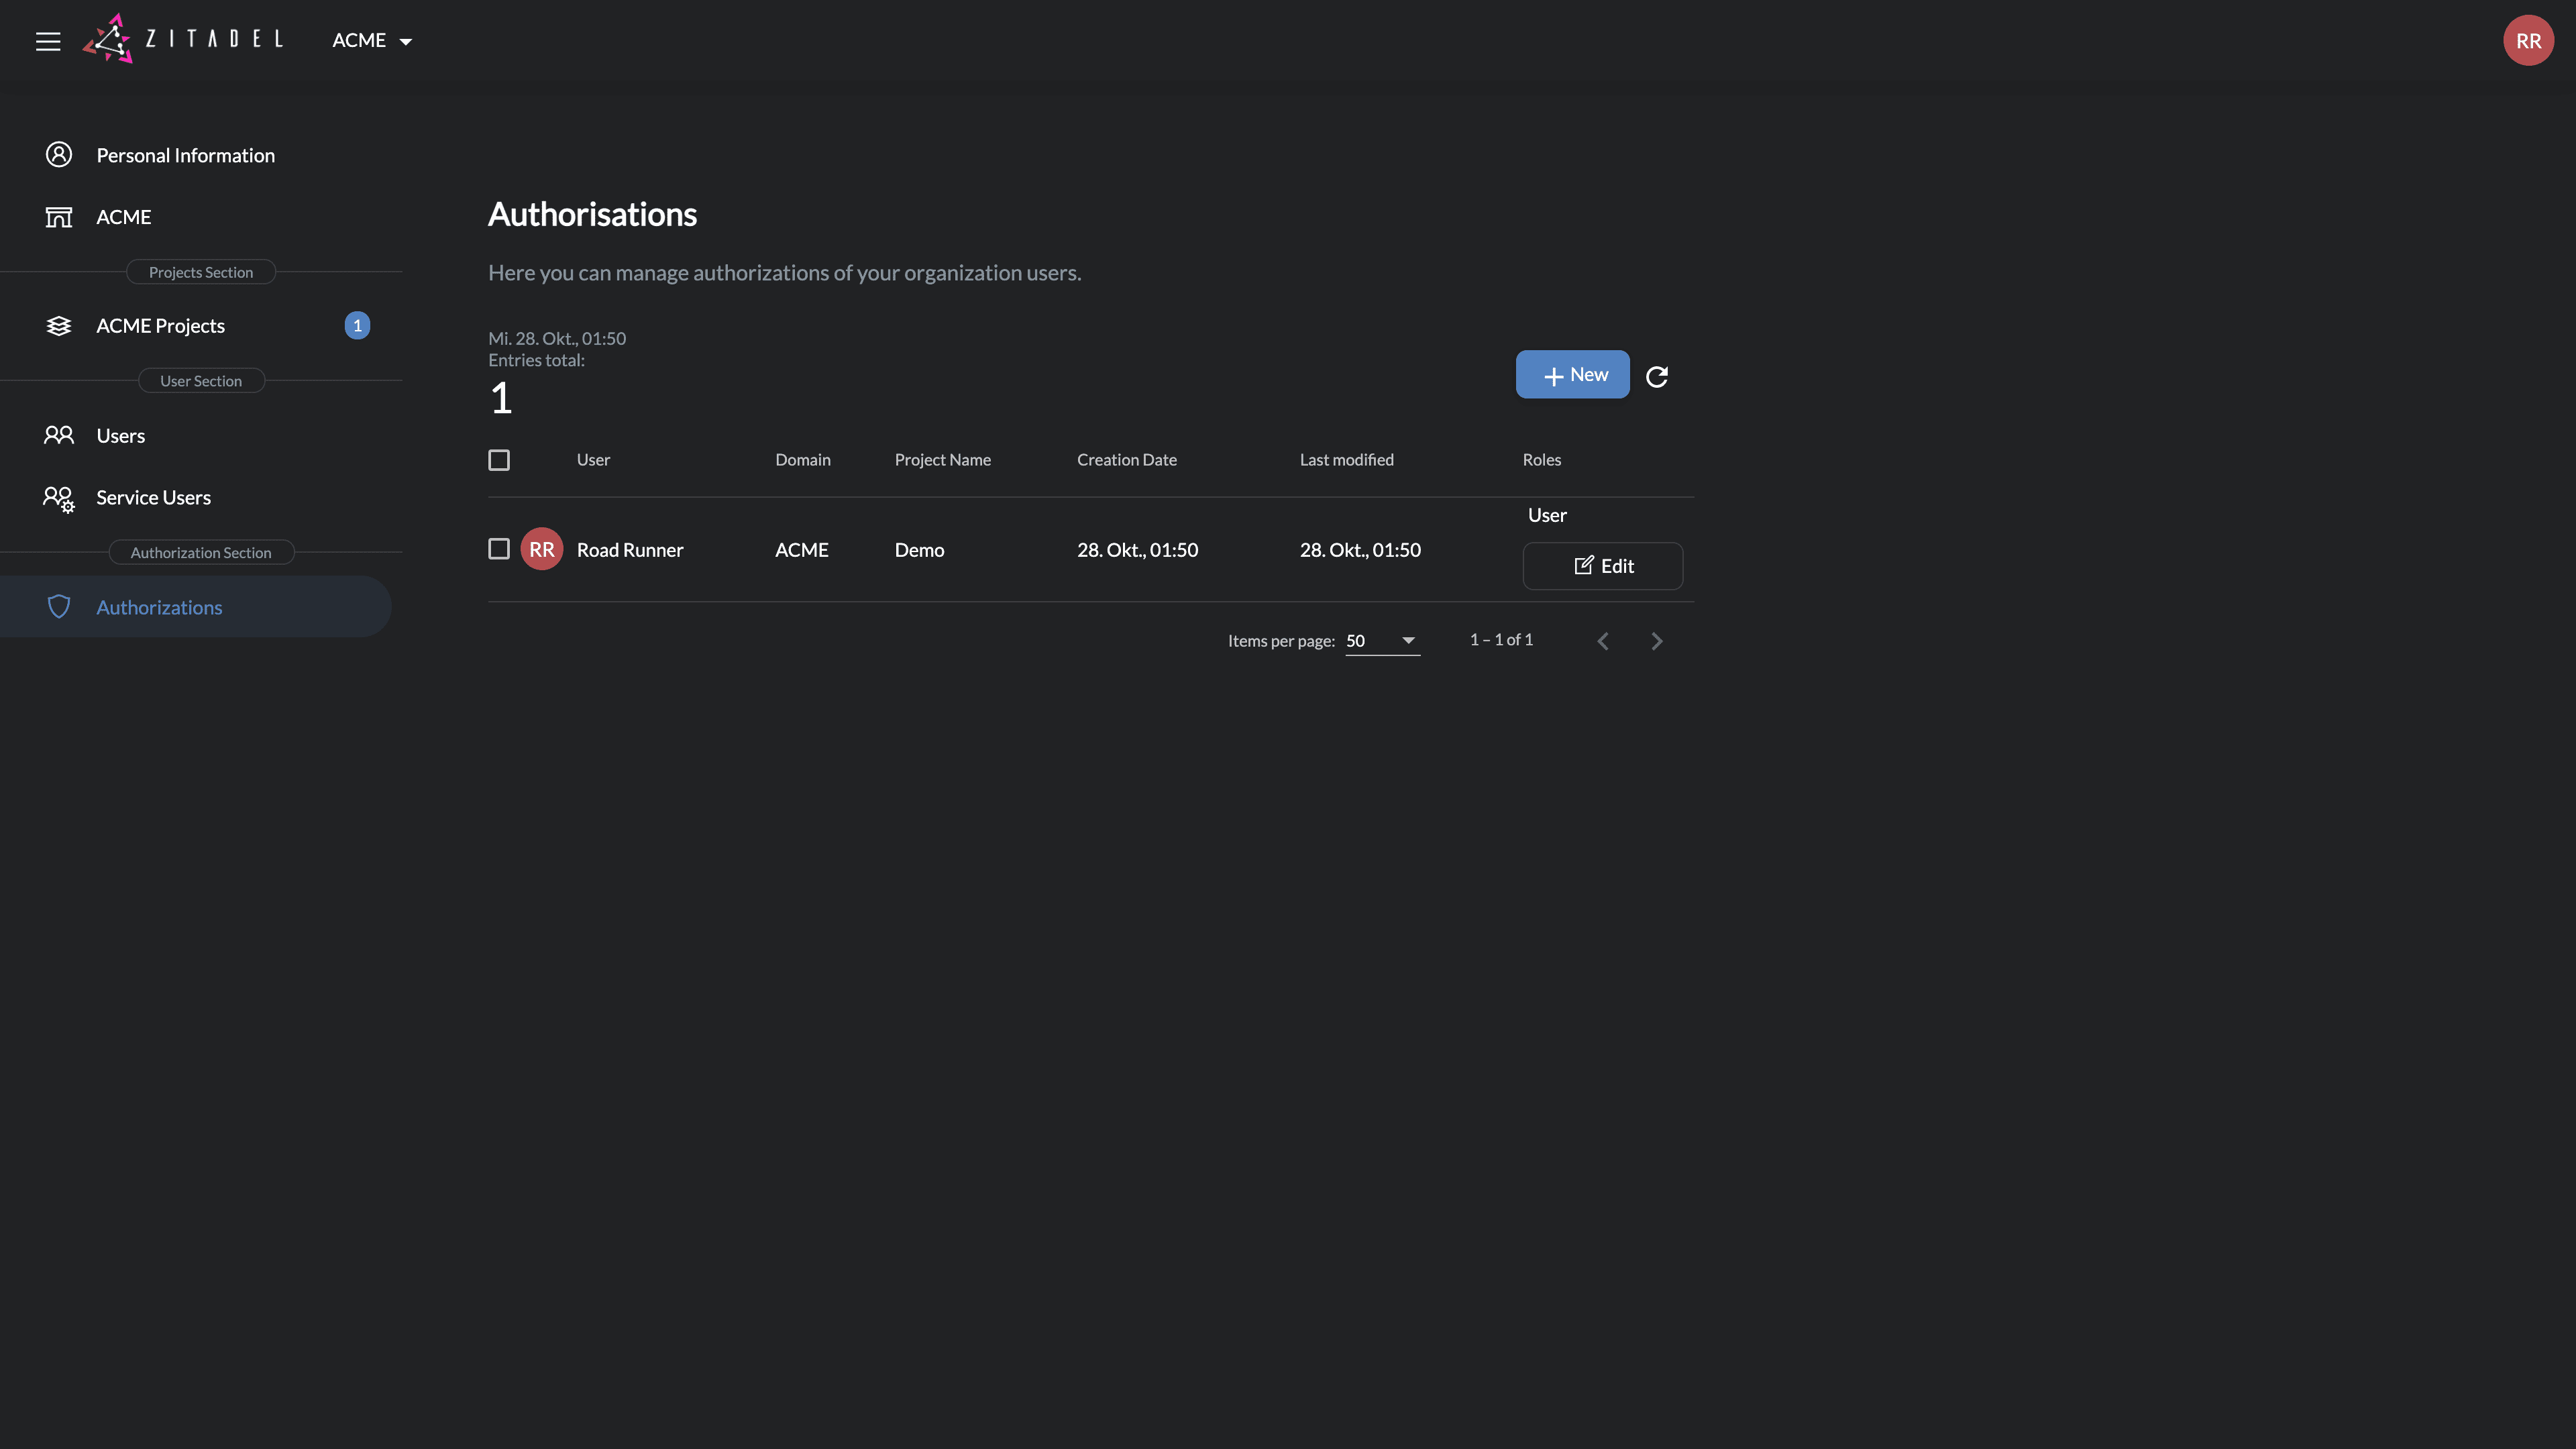 ZITADEL
ACME
RR
Personal Information
ACME
Projects Section
ACME Projects
1
User Section
Users
Service Users
Authorization Section
Authorizations
Authorisations
Here you can manage authorizations of your organization users.
Mi. 28. Okt., 01:50
Entries total:
1
New
User Domain Project Name Creation Date Last modified Roles
User
RR Road Runner ACME Demo 28. Okt., 01:50 28. Okt., 01:50
Edit
Items per page: 50 1 – 1 of 1